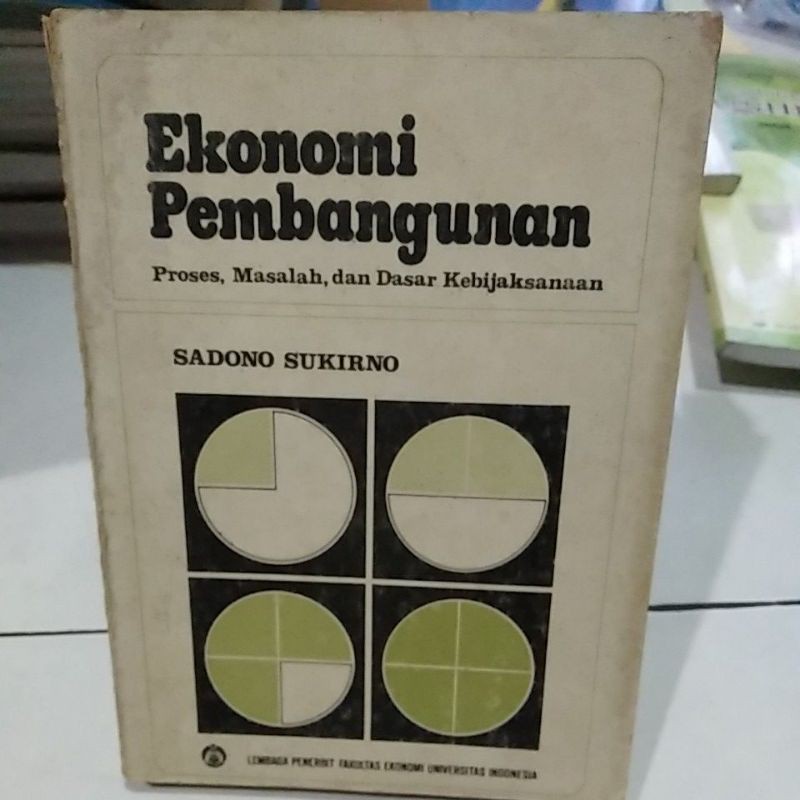 Ekonomi
Pembangunan
Proses, Masalah, dan Dasar Kebijaksanaan
SADONO SUKIRNO
LEMBAGA PENERBIT FAKULTAS EKONOMI UNIVERSITAS INDONESIA